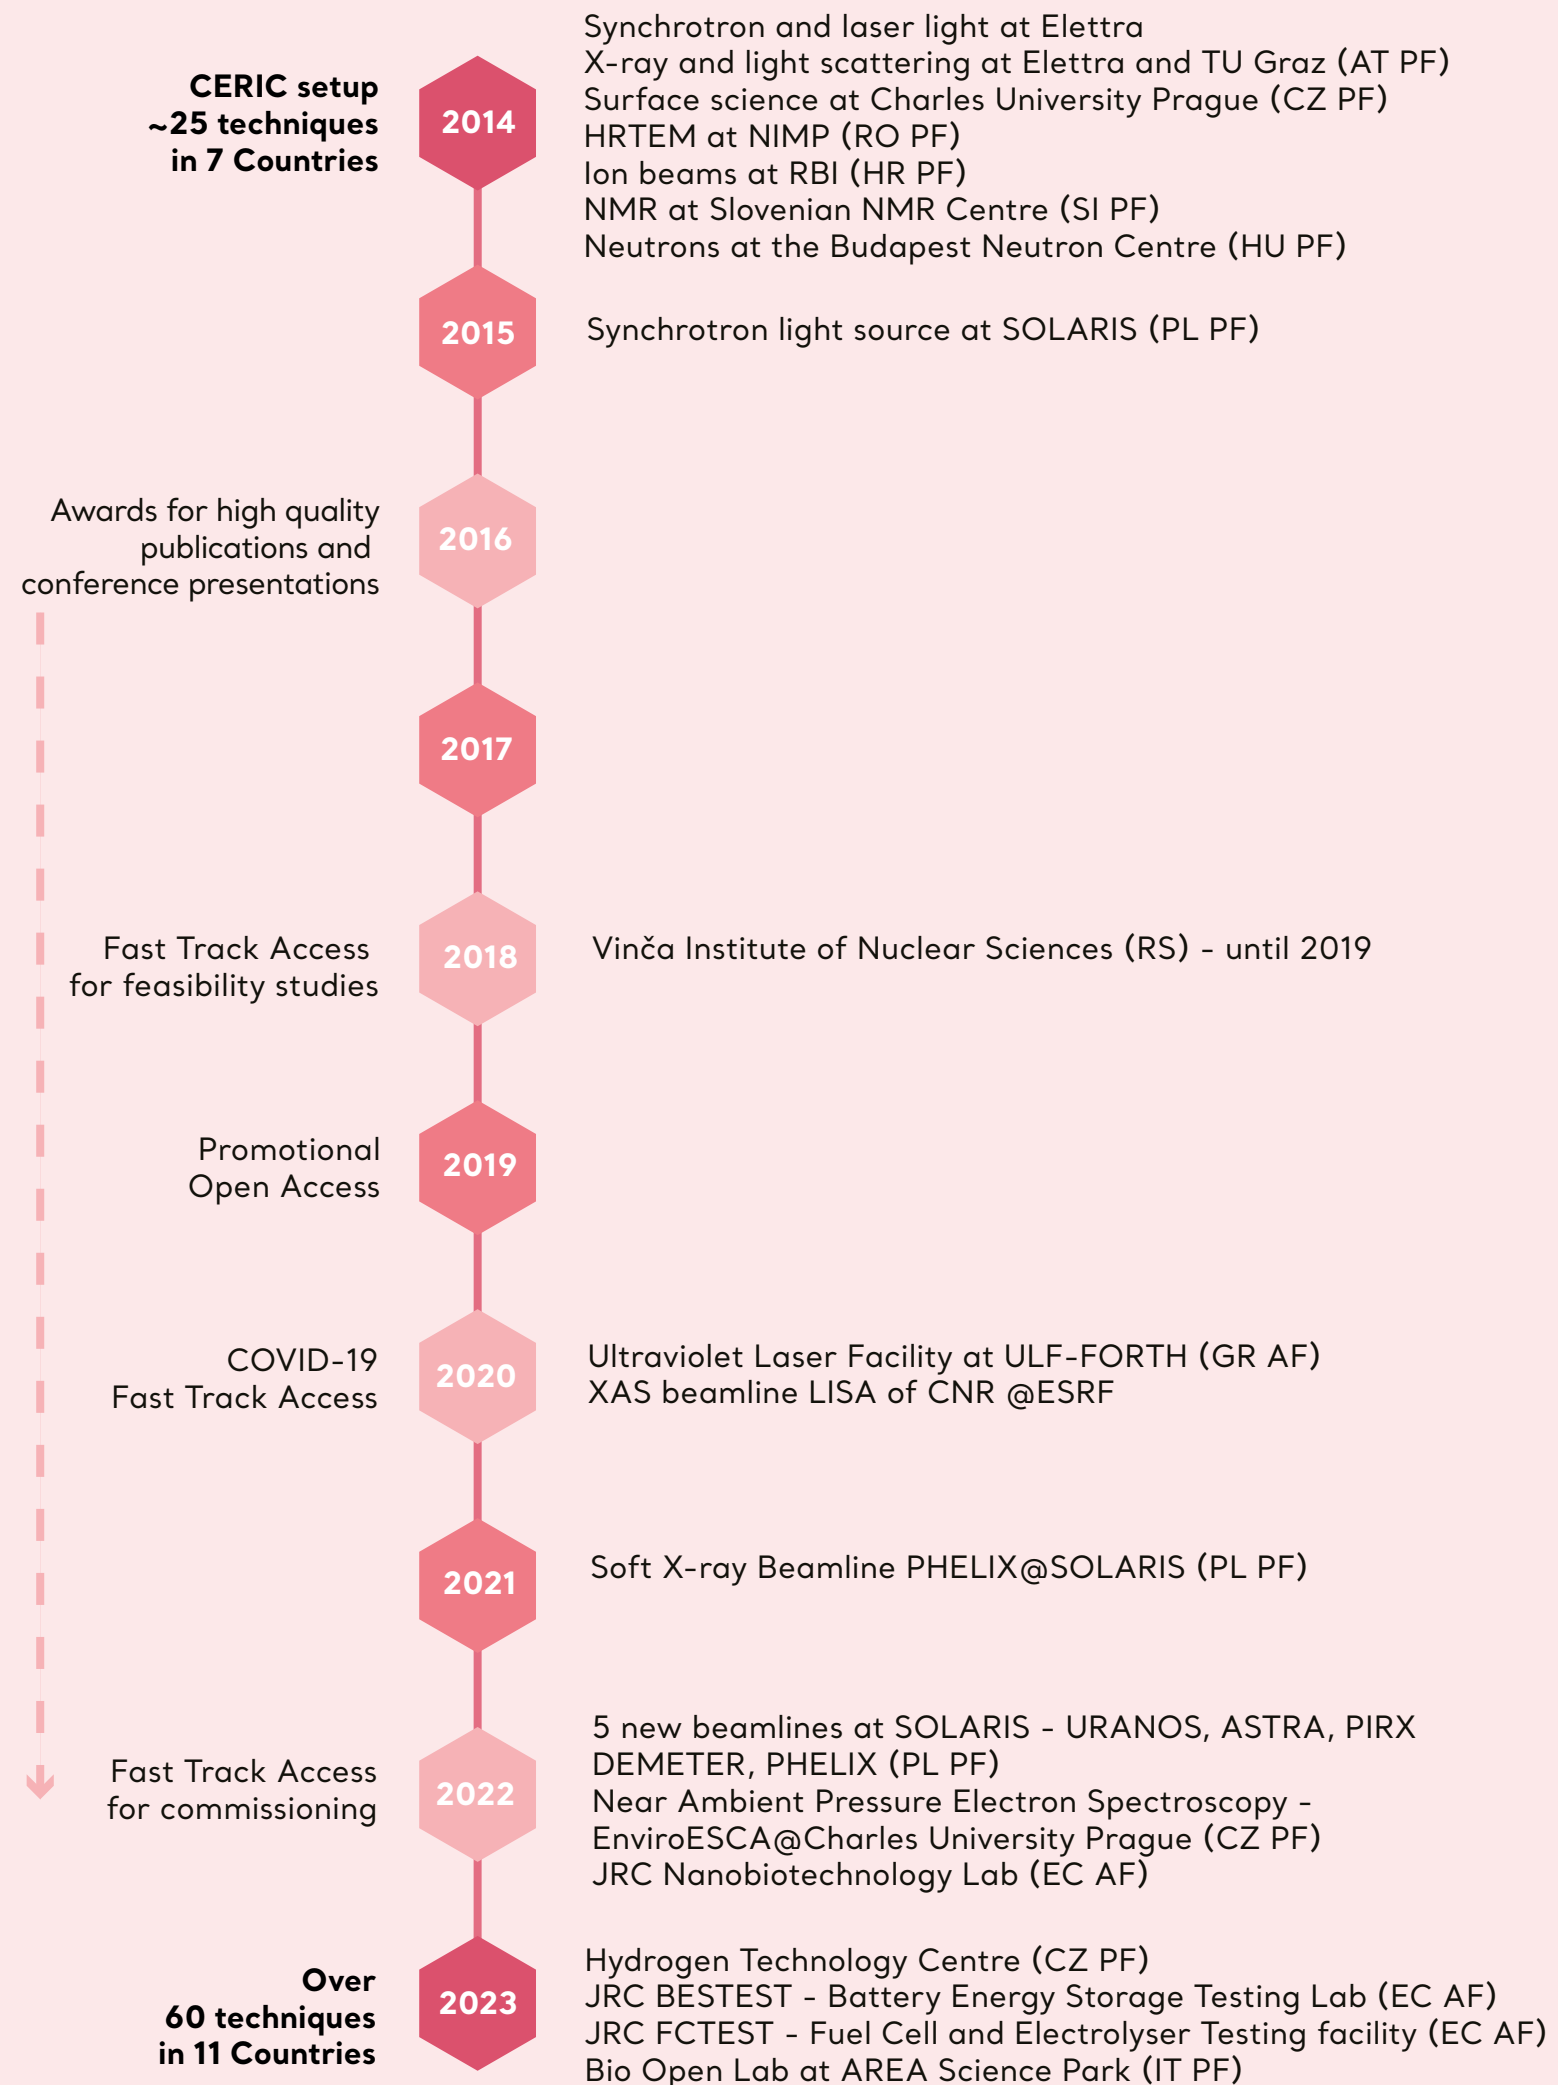 CERIC setup
~25 techniques
in 7 Countries
2014
Synchrotron and laser light at Elettra
X-ray and light scattering at Elettra and TU Graz (AT PF)
Surface science at Charles University Prague (CZ PF)
HRTEM at NIMP (RO PF)
Ion beams at RBI (HR PF)
NMR at Slovenian NMR Centre (SI PF)
Neutrons at the Budapest Neutron Centre (HU PF)
2015
Synchrotron light source at SOLARIS (PL PF)
Awards for high quality
publications and
conference presentations
2016
2017
Fast Track Access
for feasibility studies
2018
Vinča Institute of Nuclear Sciences (RS) - until 2019
Promotional
Open Access
2019
COVID-19
Fast Track Access
2020
Ultraviolet Laser Facility at ULF-FORTH (GR AF)
XAS beamline LISA of CNR @ESRF
2021
Soft X-ray Beamline PHELIX@SOLARIS (PL PF)
Fast Track Access
for commissioning
2022
5 new beamlines at SOLARIS - URANOS, ASTRA, PIRX
DEMETER, PHELIX (PL PF)
Near Ambient Pressure Electron Spectroscopy -
EnviroESCA@Charles University Prague (CZ PF)
JRC Nanobiotechnology Lab (EC AF)
Over
60 techniques
in 11 Countries
2023
Hydrogen Technology Centre (CZ PF)
JRC BESTEST - Battery Energy Storage Testing Lab (EC AF)
JRC FCTEST - Fuel Cell and Electrolyser Testing facility (EC AF)
Bio Open Lab at AREA Science Park (IT PF)